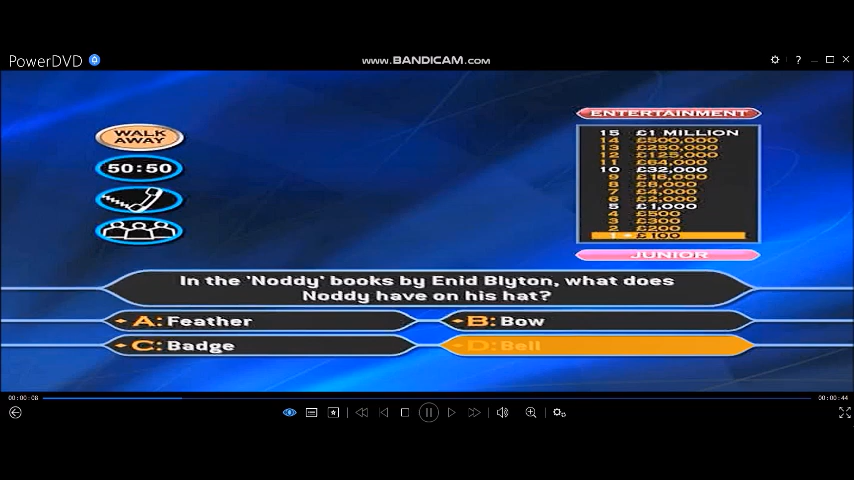 PowerDVD
www.BANDICAM.com
?
ENTERTAINMENT
WALK
AWAY
50:50
15 £1 MILLION
14 £500,000
13 £250,000
12 £125,000
11 £64,000
10 £32,000
9 £16,000
8 £8,000
7 £4,000
6 £2,000
5 £1,000
4 £500
3 £300
2 £200
1 £100
JUNIOR
In the 'Noddy' books by Enid Blyton, what does
Noddy have on his hat?
A: Feather
B: Bow
C: Badge
D: Bell
00:00:08
00:00:44